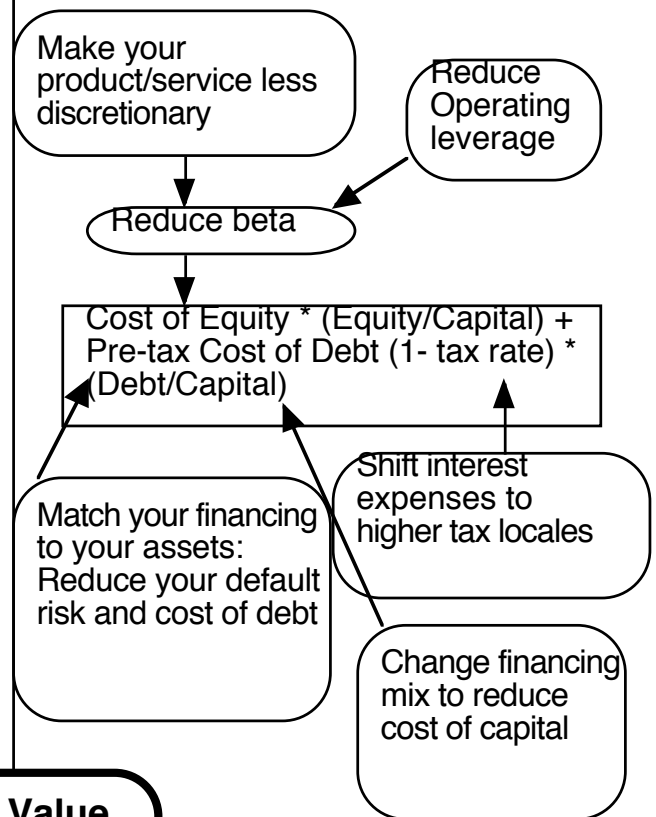 Make your
product/service less
discretionary
Reduce
Operating
leverage
Reduce beta
Cost of Equity * (Equity/Capital) +
Pre-tax Cost of Debt (1- tax rate) *
(Debt/Capital)
Match your financing
to your assets:
Reduce your default
risk and cost of debt
Shift interest
expenses to
higher tax locales
Change financing
mix to reduce
cost of capital
Value